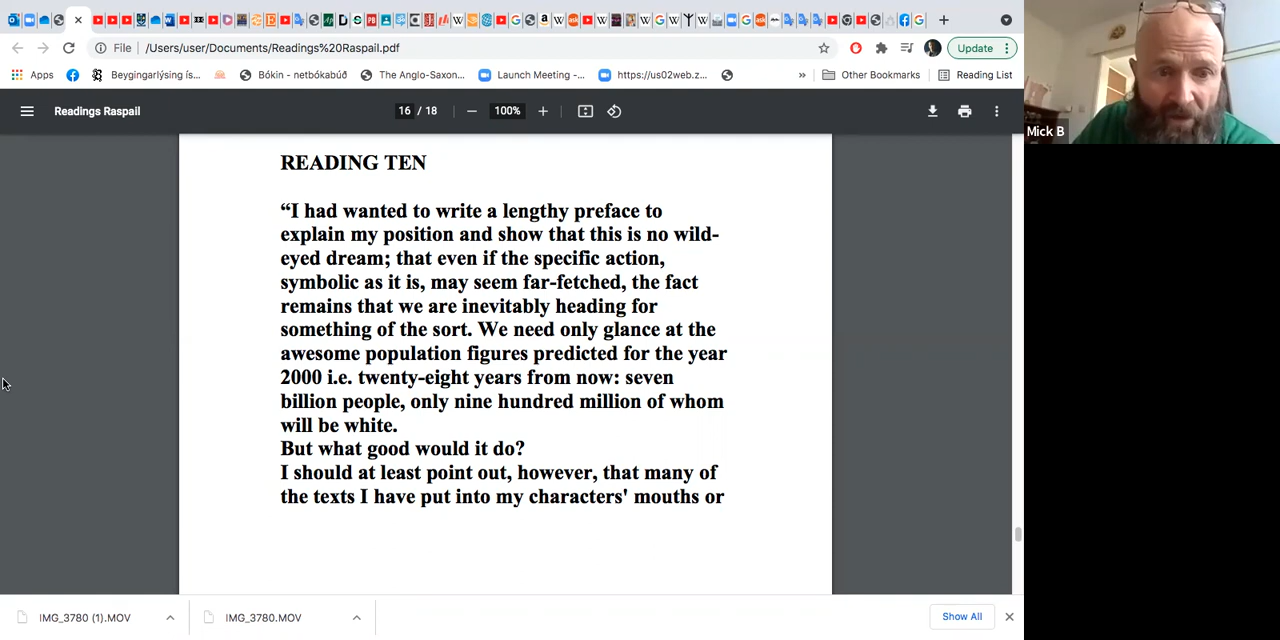 File | /Users/user/Documents/Readings%20Raspail.pdf
Update
Apps
Beygingarlýsing ís...
Bókin - netbókabúð
The Anglo-Saxon...
Launch Meeting -...
https://us02web.z...
»
Other Bookmarks
Reading List
Readings Raspail
16 / 18
100%
Mick B
READING TEN
“I had wanted to write a lengthy preface to
explain my position and show that this is no wild-
eyed dream; that even if the specific action,
symbolic as it is, may seem far-fetched, the fact
remains that we are inevitably heading for
something of the sort. We need only glance at the
awesome population figures predicted for the year
2000 i.e. twenty-eight years from now: seven
billion people, only nine hundred million of whom
will be white.
But what good would it do?
I should at least point out, however, that many of
the texts I have put into my characters' mouths or
IMG_3780 (1).MOV
IMG_3780.MOV
Show All